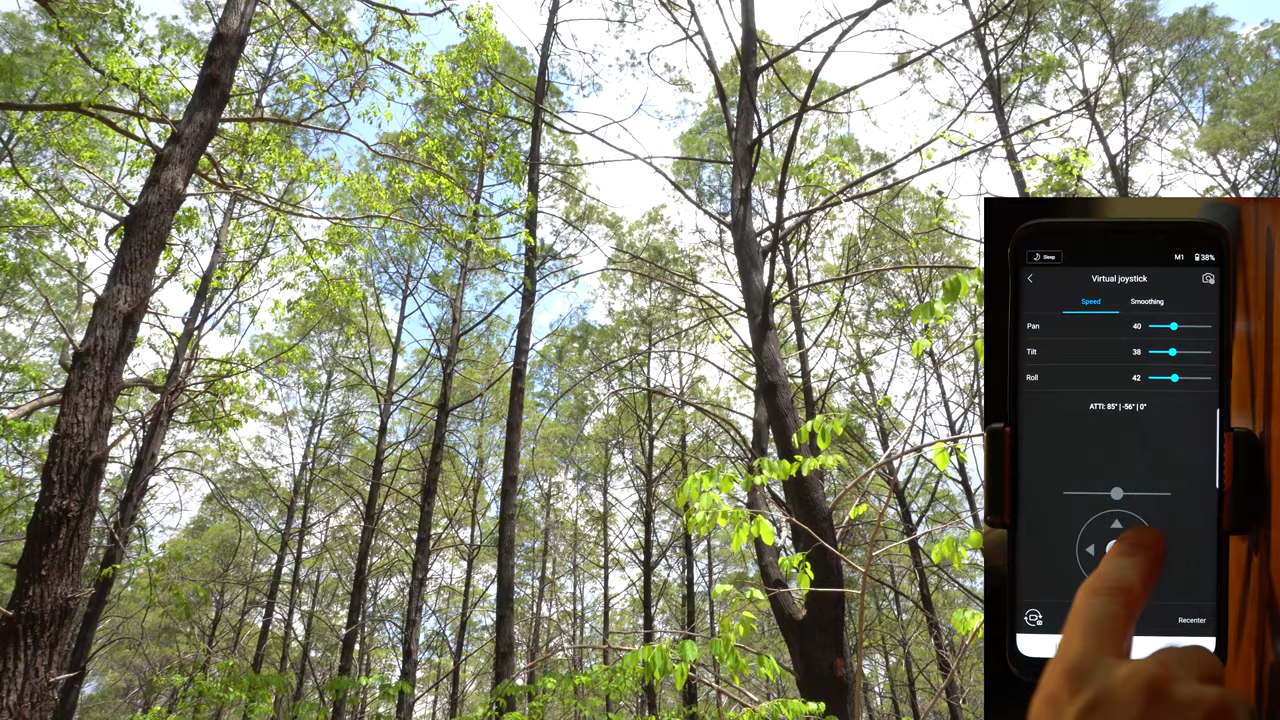 Sleep
M1 38%
Virtual joystick
Speed Smoothing
Pan 40
Tilt 38
Roll 42
ATTI: 85° | -56° | 0°
Recenter